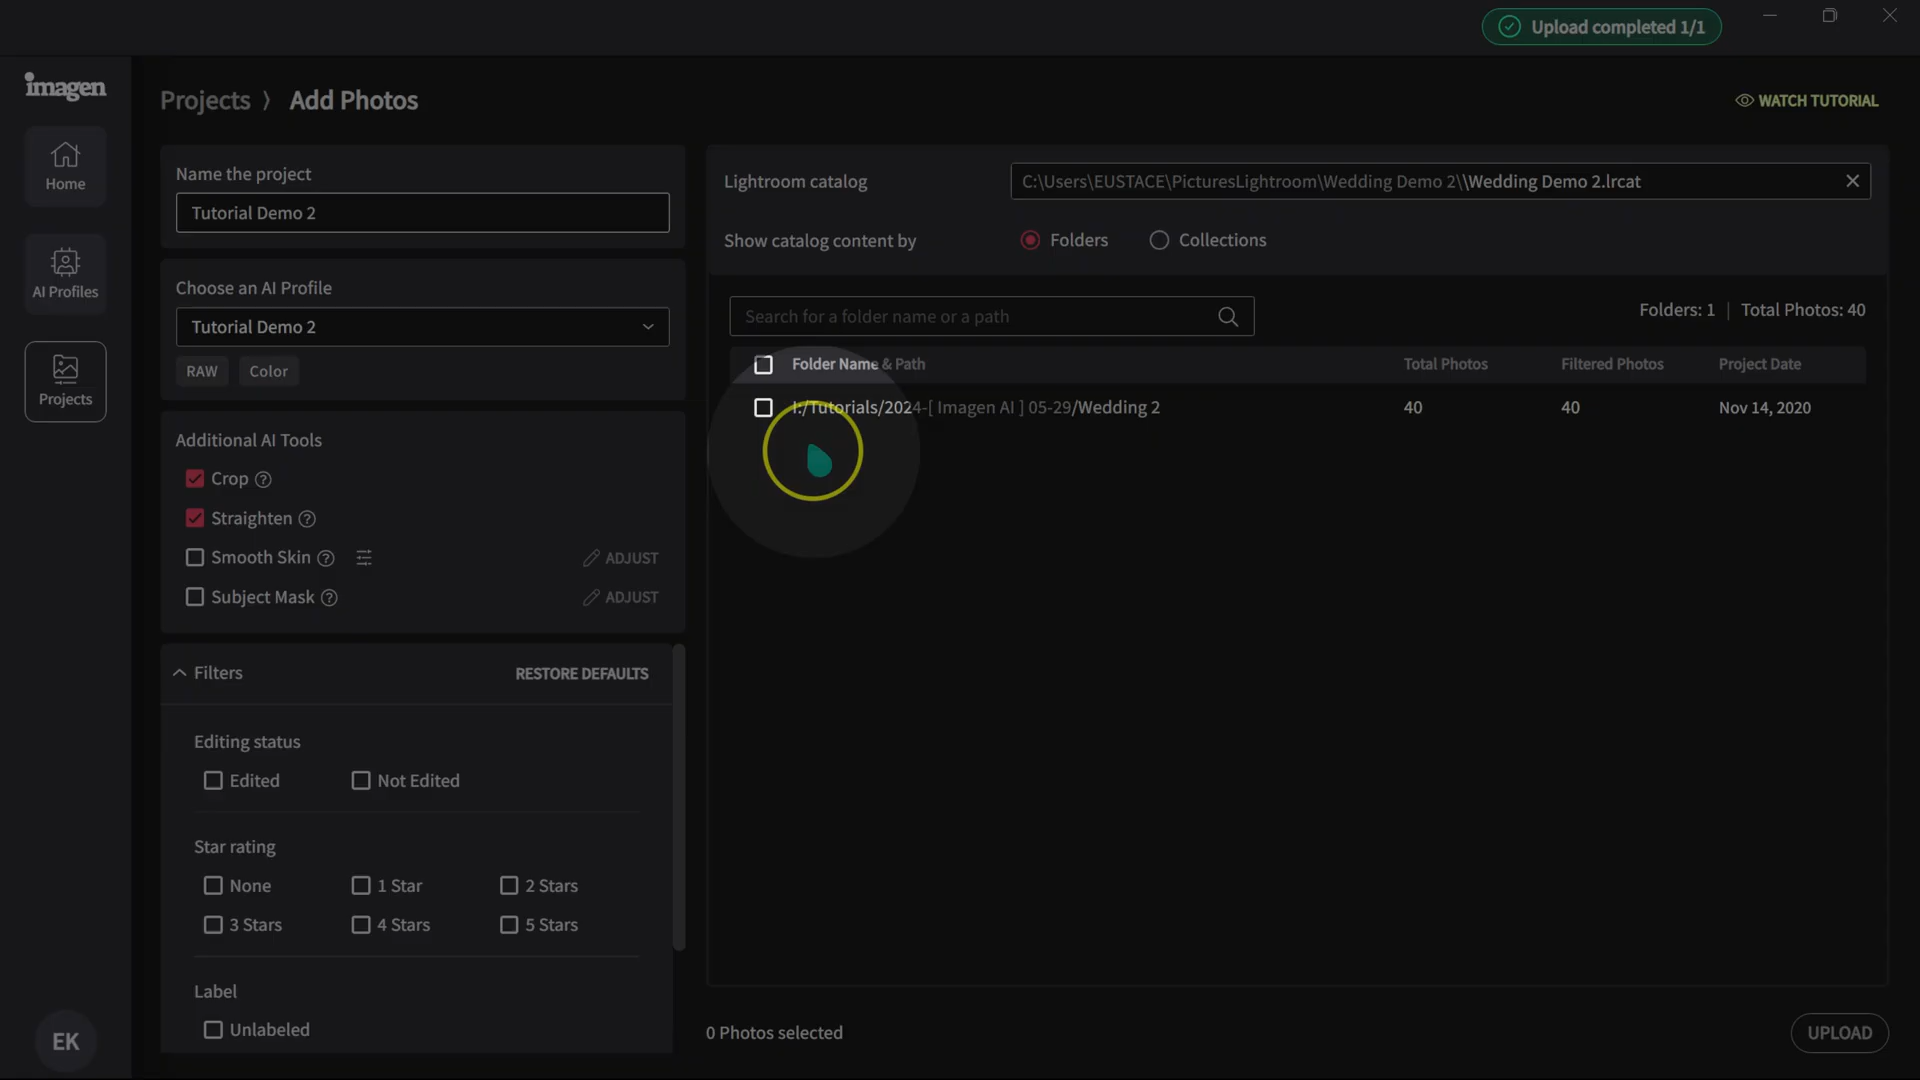 Upload completed 1/1
imagen
Projects 〉 Add Photos
WATCH TUTORIAL
Home
AI Profiles
Projects
EK
Name the project
Tutorial Demo 2
Choose an AI Profile
Tutorial Demo 2
RAW Color
Additional AI Tools
Crop ?
Straighten ?
Smooth Skin ? ADJUST
Subject Mask ? ADJUST
Filters RESTORE DEFAULTS
Editing status
Edited Not Edited
Star rating
None 1 Star 2 Stars
3 Stars 4 Stars 5 Stars
Label
Unlabeled
Lightroom catalog C:\Users\EUSTACE\PicturesLightroom\Wedding Demo 2\\Wedding Demo 2.lrcat
Show catalog content by Folders Collections
Search for a folder name or a path
Folders: 1 | Total Photos: 40
Folder Name & Path Total Photos Filtered Photos Project Date
I:/Tutorials/2024-[ Imagen AI ] 05-29/Wedding 2 40 40 Nov 14, 2020
0 Photos selected
UPLOAD